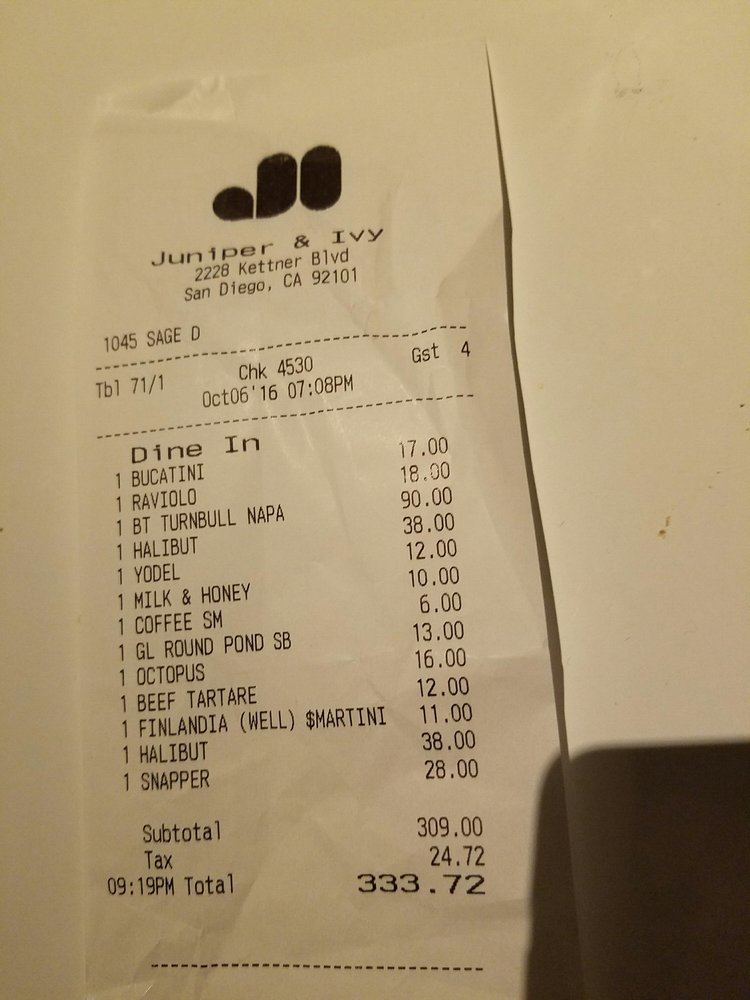 Juniper & Ivy
2228 Kettner Blvd
San Diego, CA 92101
1045 SAGE D
Tbl 71/1 Chk 4530 Gst 4
Oct06'16 07:08PM
Dine In
1 BUCATINI 17.00
1 RAVIOLO 18.00
1 BT TURNBULL NAPA 90.00
1 HALIBUT 38.00
1 YODEL 12.00
1 MILK & HONEY 10.00
1 COFFEE SM 6.00
1 GL ROUND POND SB 13.00
1 OCTOPUS 16.00
1 BEEF TARTARE 12.00
1 FINLANDIA (WELL) $MARTINI 11.00
1 HALIBUT 38.00
1 SNAPPER 28.00
Subtotal 309.00
Tax 24.72
09:19PM Total 333.72